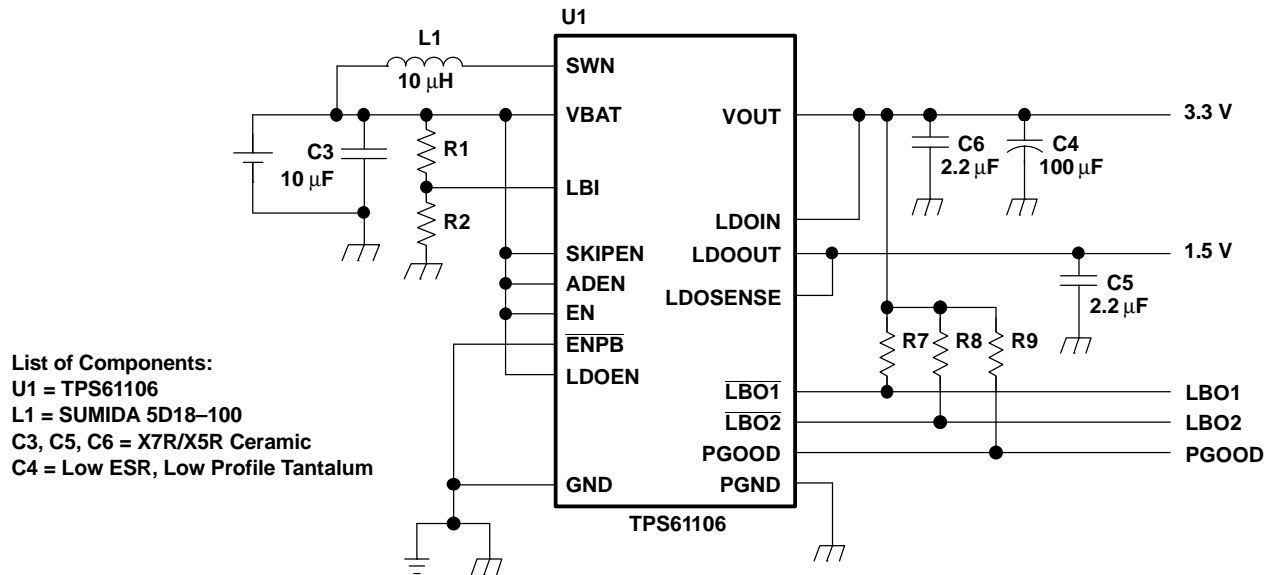 U1
L1
10 μH
SWN
VBAT
VOUT
3.3 V
C3
10 μF
R1
R2
LBI
C6
2.2 μF
C4
100 μF
LDOIN
SKIPEN
LDOOUT
1.5 V
ADEN
LDOSENSE
C5
2.2 μF
EN
ENPB
R7
R8
R9
LDOEN
LBO1
LBO1
LBO2
LBO2
PGOOD
PGOOD
GND
PGND
TPS61106
List of Components:
U1 = TPS61106
L1 = SUMIDA 5D18–100
C3, C5, C6 = X7R/X5R Ceramic
C4 = Low ESR, Low Profile Tantalum